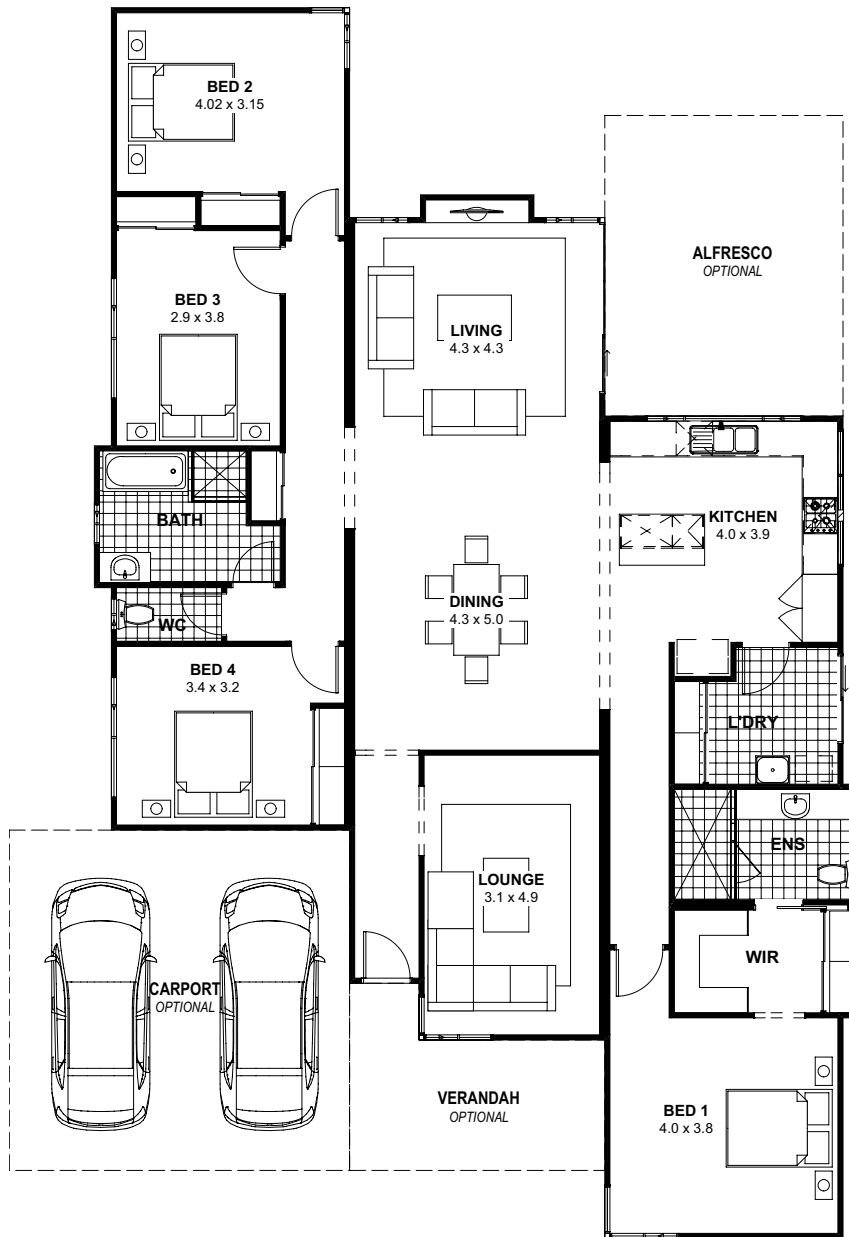 BED 2
4.02 x 3.15
ALFRESCO
OPTIONAL
BED 3
2.9 x 3.8
LIVING
4.3 x 4.3
BATH
KITCHEN
4.0 x 3.9
WC
DINING
4.3 x 5.0
BED 4
3.4 x 3.2
L'DRY
ENS
LOUNGE
3.1 x 4.9
WIR
CARPORT
OPTIONAL
VERANDAH
OPTIONAL
BED 1
4.0 x 3.8